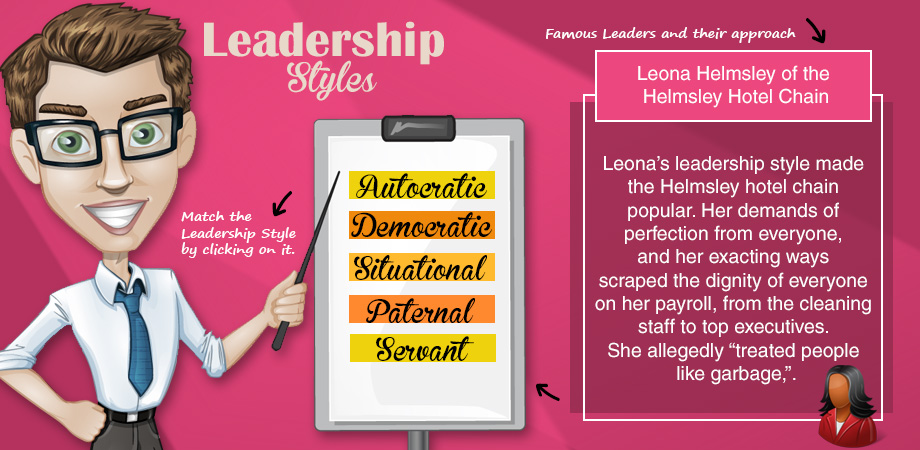 Leadership
Styles
Famous Leaders and their approach
Leona Helmsley of the
Helmsley Hotel Chain
Match the
Leadership Style
by clicking on it.
Autocratic
Democratic
Situational
Paternal
Servant
Leona’s leadership style made
the Helmsley hotel chain
popular. Her demands of
perfection from everyone,
and her exacting ways
scraped the dignity of everyone
on her payroll, from the cleaning
staff to top executives.
She allegedly “treated people
like garbage,”.